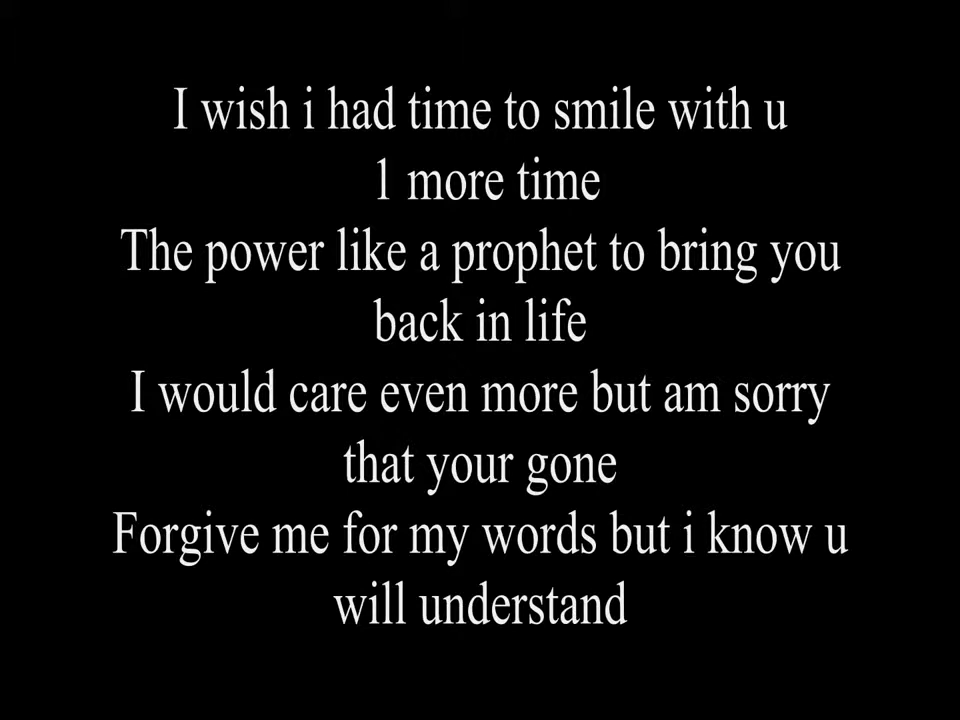 I wish i had time to smile with u
1 more time
The power like a prophet to bring you
back in life
I would care even more but am sorry
that your gone
Forgive me for my words but i know u
will understand